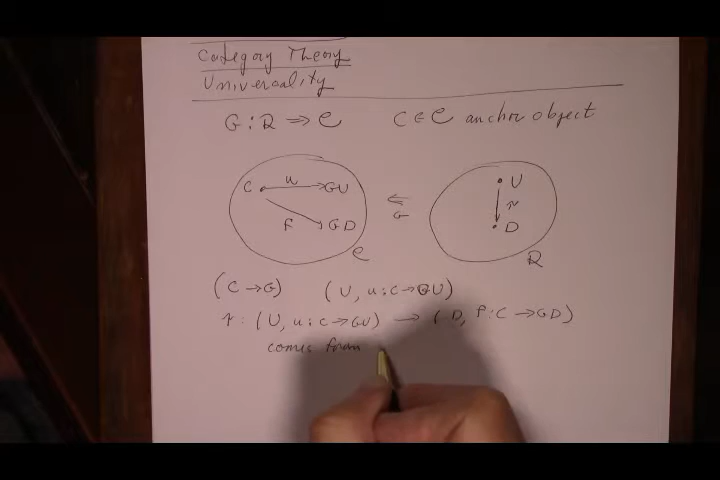 Category Theory
Universality
G : R ⇒ C    C ∈ C anchor object
C u GU
f GD
C
⇐
G
U
r
D
R
(C → G)    (U, u : C → GU)
r : (U, u : C → GU) → (D, f : C → GD)
comes from